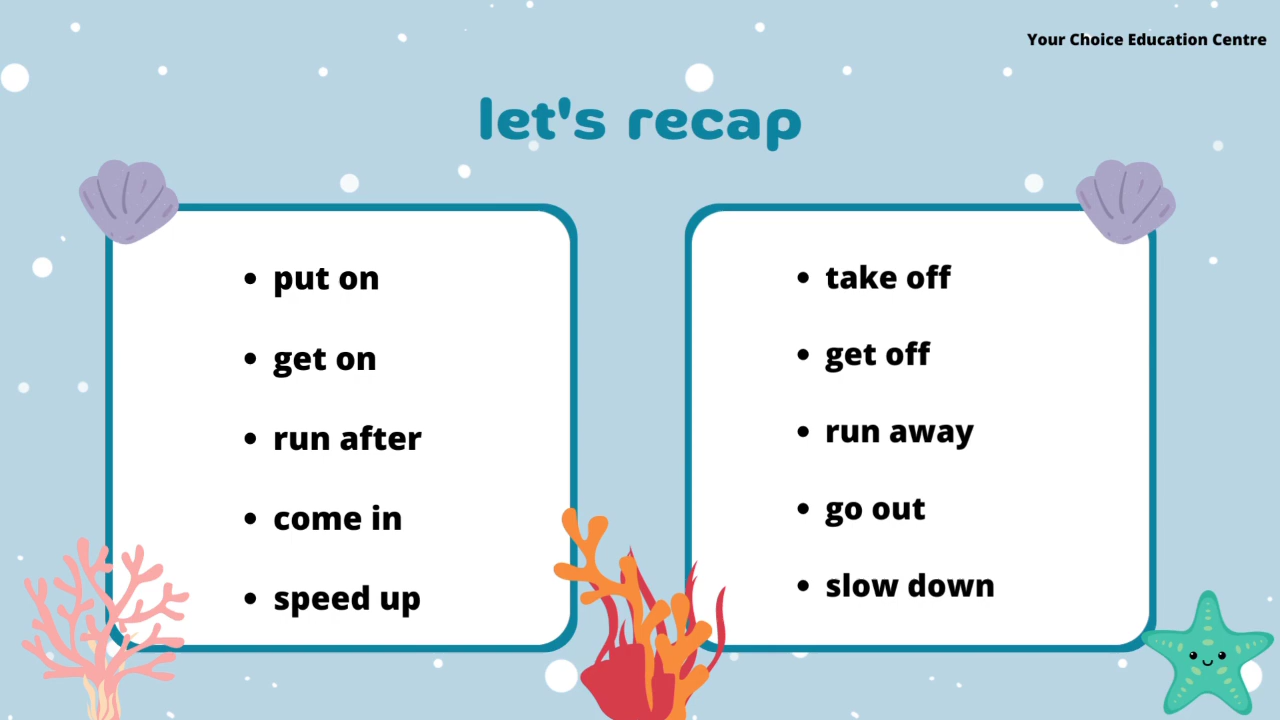 Your Choice Education Centre
let's recap
• put on
• get on
• run after
• come in
• speed up
• take off
• get off
• run away
• go out
• slow down